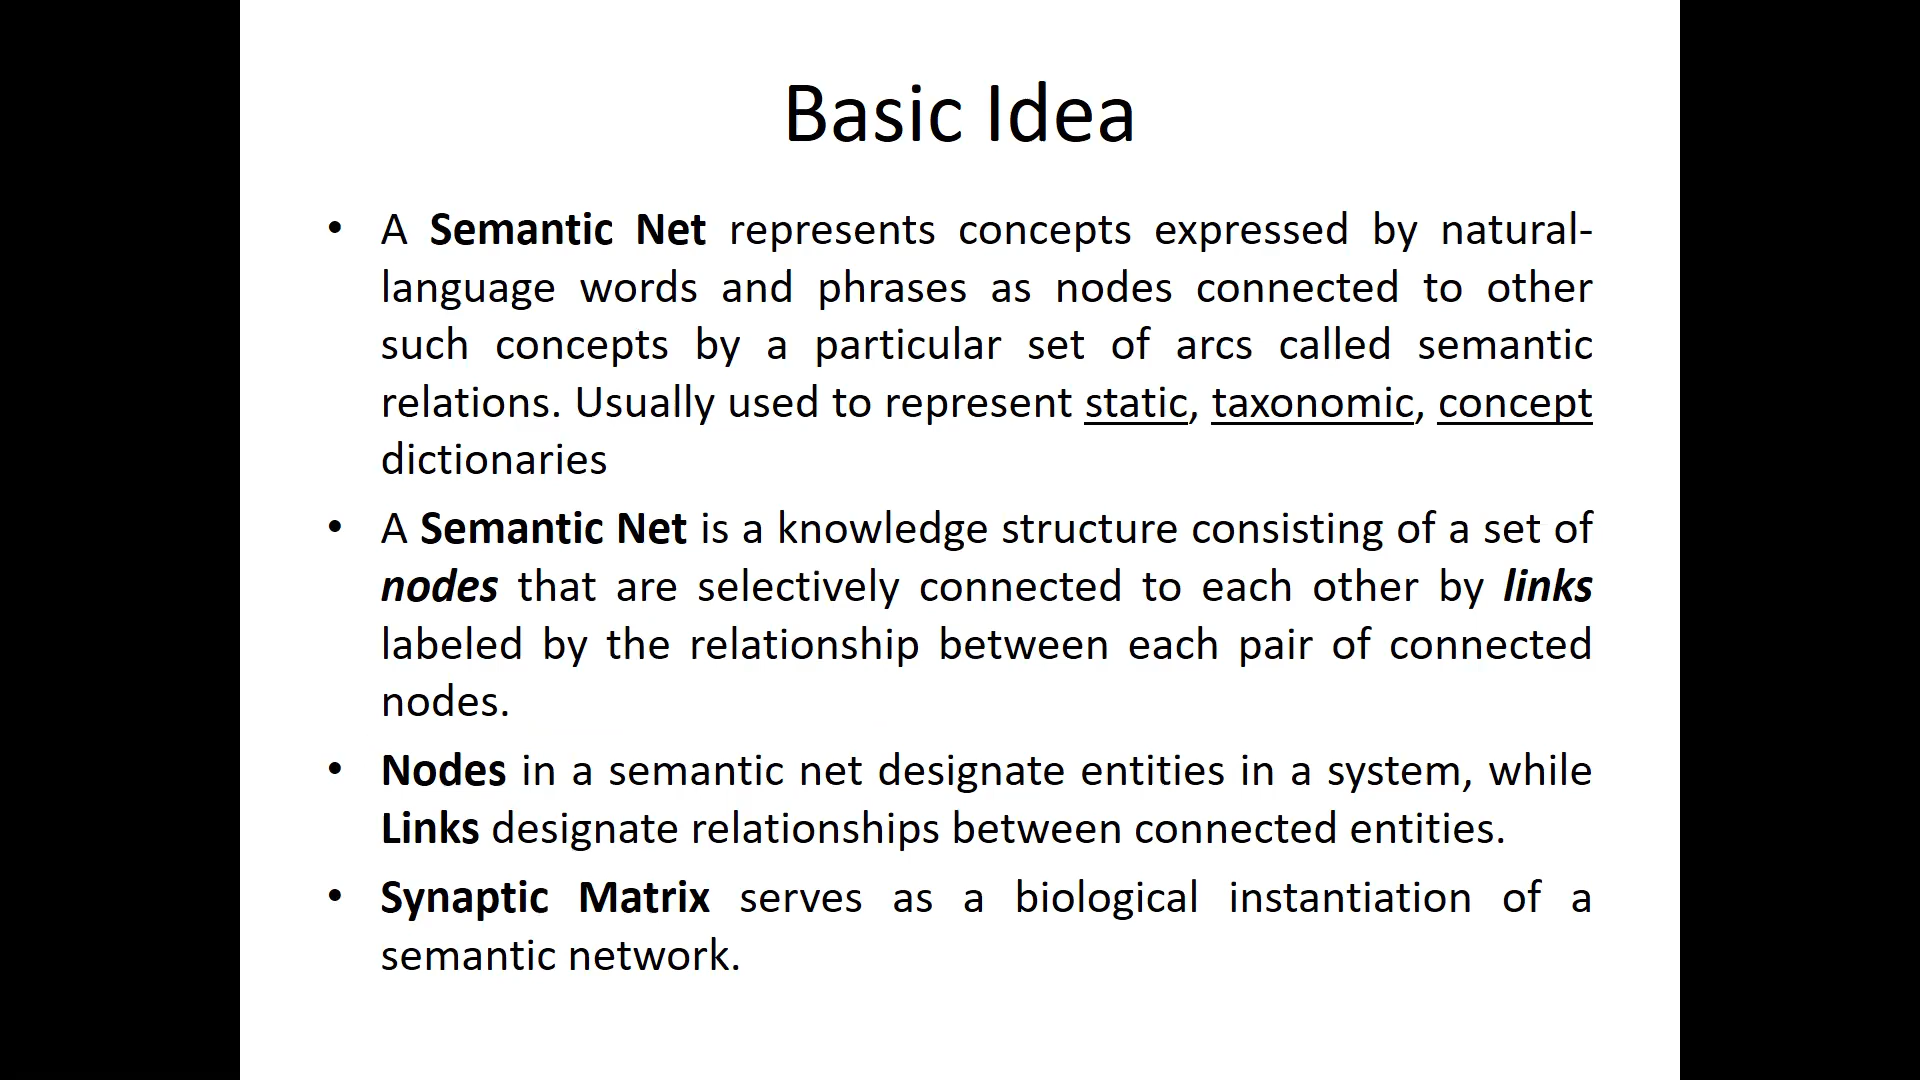 Basic Idea
• A Semantic Net represents concepts expressed by natural-
language words and phrases as nodes connected to other
such concepts by a particular set of arcs called semantic
relations. Usually used to represent static, taxonomic, concept
dictionaries
• A Semantic Net is a knowledge structure consisting of a set of
nodes that are selectively connected to each other by links
labeled by the relationship between each pair of connected
nodes.
• Nodes in a semantic net designate entities in a system, while
Links designate relationships between connected entities.
• Synaptic Matrix serves as a biological instantiation of a
semantic network.